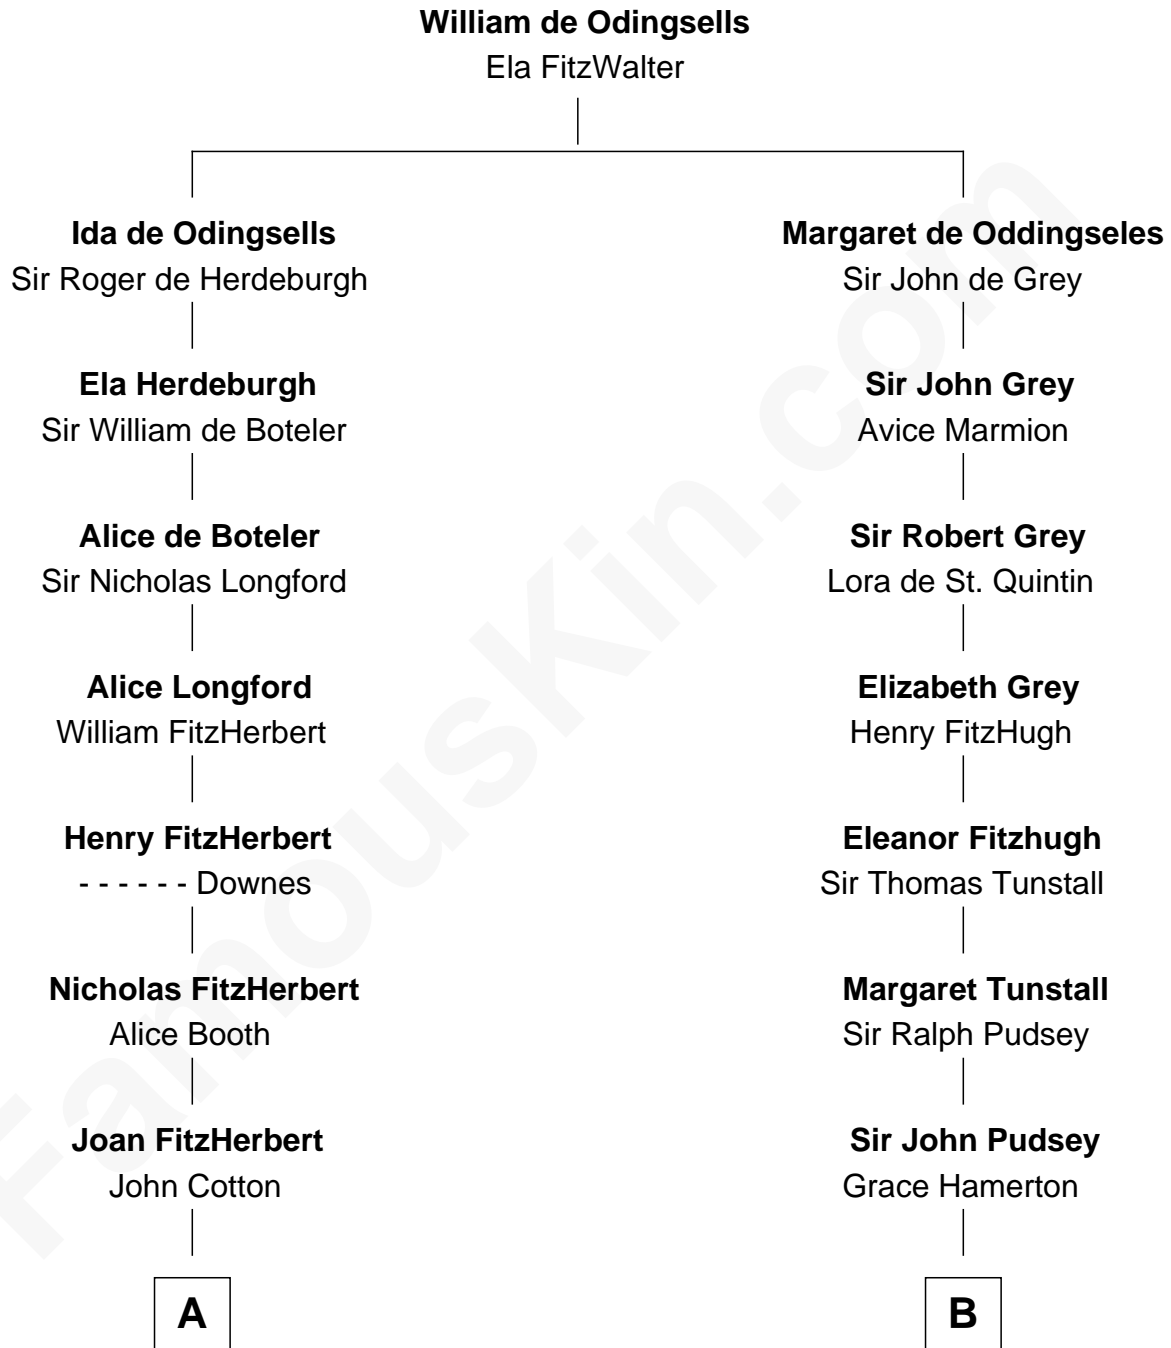 William de Odingsells
Ela FitzWalter
Ida de Odingsells
Sir Roger de Herdeburgh
Ela Herdeburgh
Sir William de Boteler
Alice de Boteler
Sir Nicholas Longford
Alice Longford
William FitzHerbert
Henry FitzHerbert
- - - - - - Downes
Nicholas FitzHerbert
Alice Booth
Joan FitzHerbert
John Cotton
A
Margaret de Oddingseles
Sir John de Grey
Sir John Grey
Avice Marmion
Sir Robert Grey
Lora de St. Quintin
Elizabeth Grey
Henry FitzHugh
Eleanor Fitzhugh
Sir Thomas Tunstall
Margaret Tunstall
Sir Ralph Pudsey
Sir John Pudsey
Grace Hamerton
B
FamousKin.com